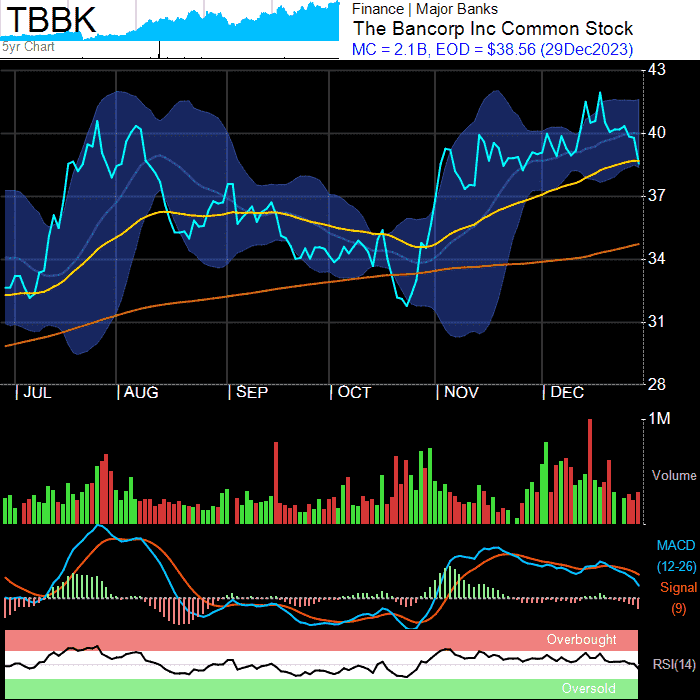 TBBK
5yr Chart
Finance | Major Banks
The Bancorp Inc Common Stock
MC = 2.1B, EOD = $38.56 (29Dec2023)
43
40
37
34
31
28
JUL AUG SEP OCT NOV DEC
1M
Volume
MACD
(12-26)
Signal
(9)
Overbought
RSI(14)
Oversold